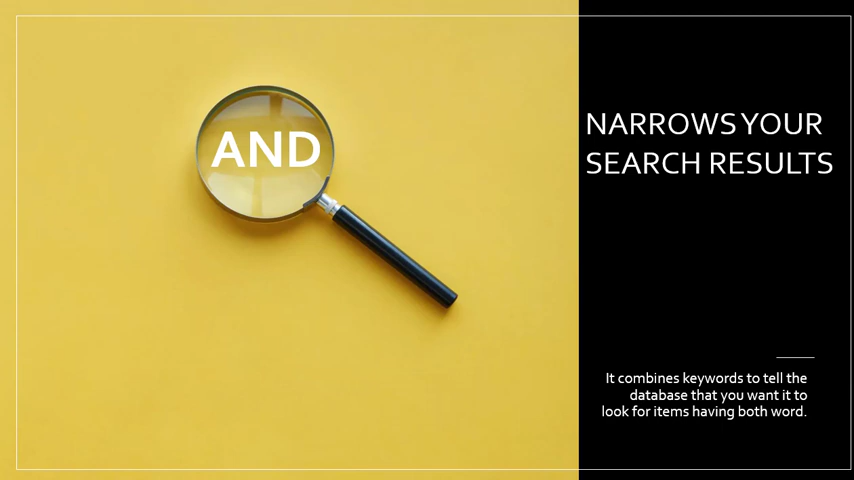 AND
NARROWS YOUR
SEARCH RESULTS
It combines keywords to tell the
database that you want it to
look for items having both word.